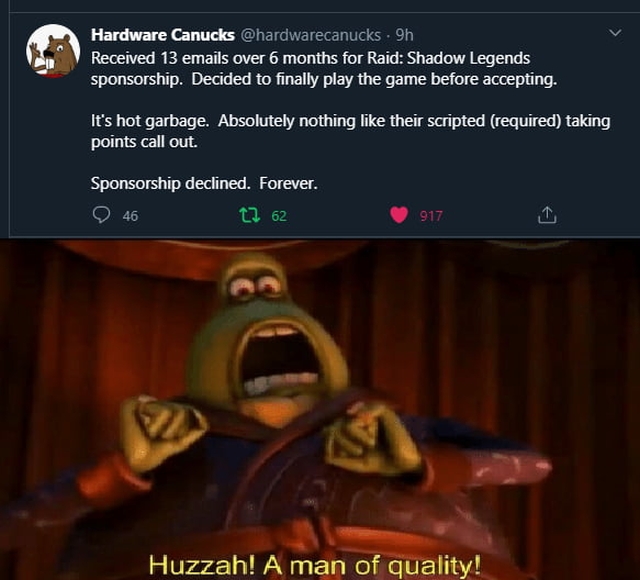 Hardware Canucks @hardwarecanucks · 9h
Received 13 emails over 6 months for Raid: Shadow Legends
sponsorship.  Decided to finally play the game before accepting.
It's hot garbage.  Absolutely nothing like their scripted (required) taking
points call out.
Sponsorship declined.  Forever.
46 62 917
Huzzah! A man of quality!